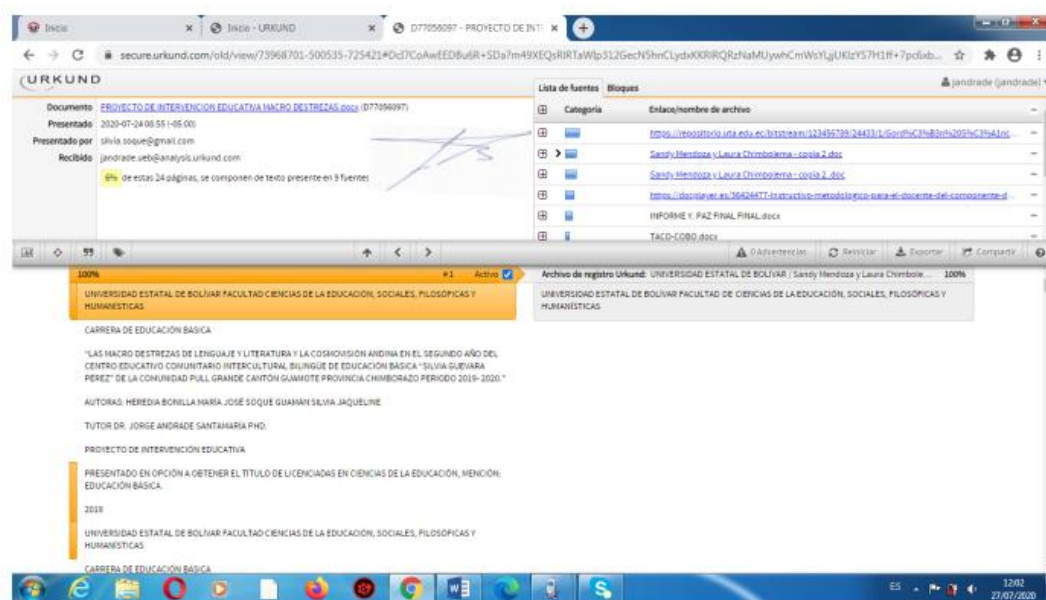 Inicio
Inicio - URKUND
D77056097 - PROYECTO DE INTE
URKUND
jandrade (jandrade)
Documento PROYECTO DE INTERVENCION EDUCATIVA MACRO DESTREZAS.docx (D77056097)
Presentado 2020-07-24 08:55 (-05:00)
Presentado por silvia.soque@gmail.com
Recibido jandrade.ueb@analysis.urkund.com
6% de estas 24 páginas, se componen de texto presente en 9 fuentes
Lista de fuentes Bloques
Categoría Enlace/nombre de archivo
Sandy Mendoza y Laura Chimbolema - copia 2.doc
Sandy Mendoza y Laura Chimbolema - copia 2.doc
INFORME Y. PAZ FINAL FINAL.docx
TACO-COBO.docx
0 Advertencias Reiniciar Exportar Compartir
100% #1 Activo
Archivo de registro Urkund: UNIVERSIDAD ESTATAL DE BOLIVAR / Sandy Mendoza y Laura Chimbole... 100%
UNIVERSIDAD ESTATAL DE BOLÍVAR FACULTAD CIENCIAS DE LA EDUCACIÓN, SOCIALES, FILOSÓFICAS Y
HUMANÍSTICAS
UNIVERSIDAD ESTATAL DE BOLÍVAR FACULTAD DE CIENCIAS DE LA EDUCACIÓN, SOCIALES, FILOSÓFICAS Y
HUMANÍSTICAS
CARRERA DE EDUCACIÓN BÁSICA
"LAS MACRO DESTREZAS DE LENGUAJE Y LITERATURA Y LA COSMOVISIÓN ANDINA EN EL SEGUNDO AÑO DEL
CENTRO EDUCATIVO COMUNITARIO INTERCULTURAL BILINGÜE DE EDUCACIÓN BÁSICA "SILVIA GUEVARA
PÉREZ" DE LA COMUNIDAD PULL GRANDE CANTÓN GUAMOTE PROVINCIA CHIMBORAZO PERIODO 2019- 2020."
AUTORAS: HEREDIA BONILLA MARÍA JOSÉ SOQUE GUAMÁN SILVIA JAQUELINE
TUTOR DR. JORGE ANDRADE SANTAMARÍA PHD.
PROYECTO DE INTERVENCIÓN EDUCATIVA
PRESENTADO EN OPCIÓN A OBTENER EL TÍTULO DE LICENCIADAS EN CIENCIAS DE LA EDUCACIÓN, MENCIÓN:
EDUCACIÓN BÁSICA.
2019
UNIVERSIDAD ESTATAL DE BOLÍVAR FACULTAD CIENCIAS DE LA EDUCACIÓN, SOCIALES, FILOSÓFICAS Y
HUMANÍSTICAS
CARRERA DE EDUCACIÓN BÁSICA
ES
12:02
27/07/2020